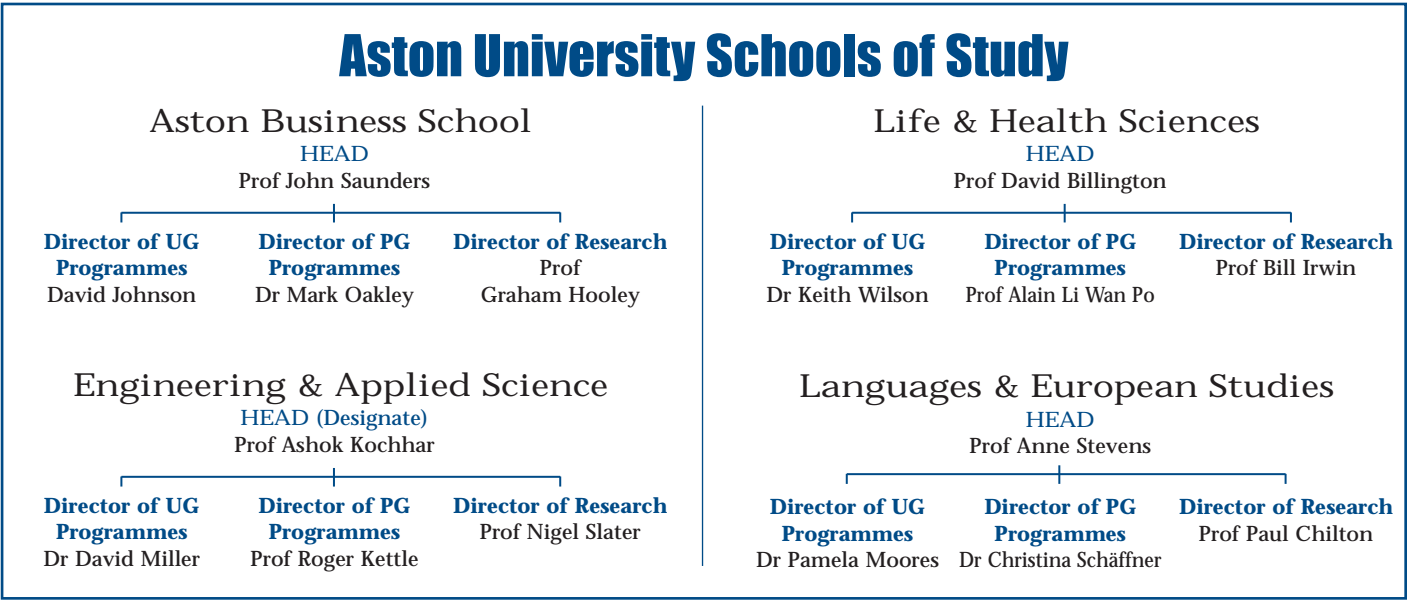 Aston University Schools of Study
Aston Business School
HEAD
Prof John Saunders
Director of UG
Programmes
David Johnson
Director of PG
Programmes
Dr Mark Oakley
Director of Research
Prof
Graham Hooley
Life & Health Sciences
HEAD
Prof David Billington
Director of UG
Programmes
Dr Keith Wilson
Director of PG
Programmes
Prof Alain Li Wan Po
Director of Research
Prof Bill Irwin
Engineering & Applied Science
HEAD (Designate)
Prof Ashok Kochhar
Director of UG
Programmes
Dr David Miller
Director of PG
Programmes
Prof Roger Kettle
Director of Research
Prof Nigel Slater
Languages & European Studies
HEAD
Prof Anne Stevens
Director of UG
Programmes
Dr Pamela Moores
Director of PG
Programmes
Dr Christina Schäffner
Director of Research
Prof Paul Chilton